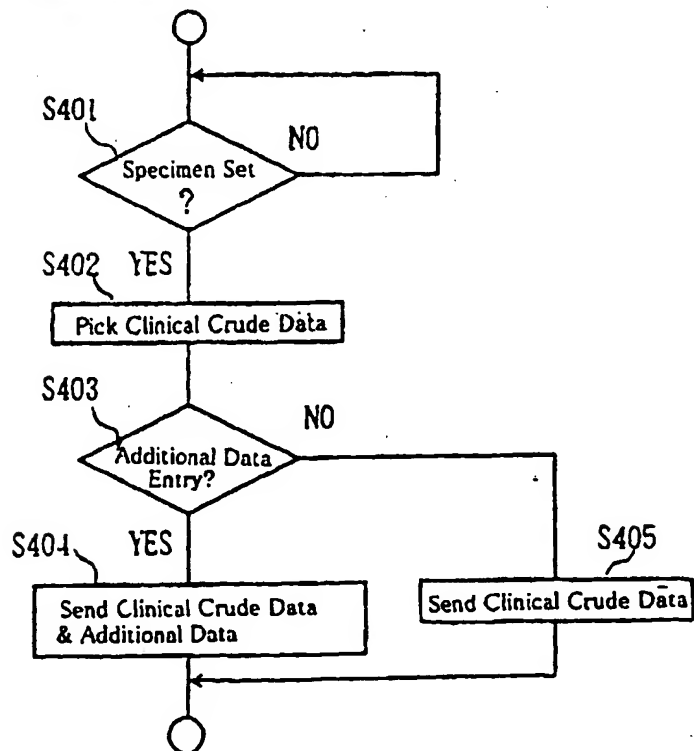 S401
NO
Specimen Set
?
S402 YES
Pick Clinical Crude Data
S403
NO
Additional Data
Entry?
S404 YES
S405
Send Clinical Crude Data
& Additional Data
Send Clinical Crude Data